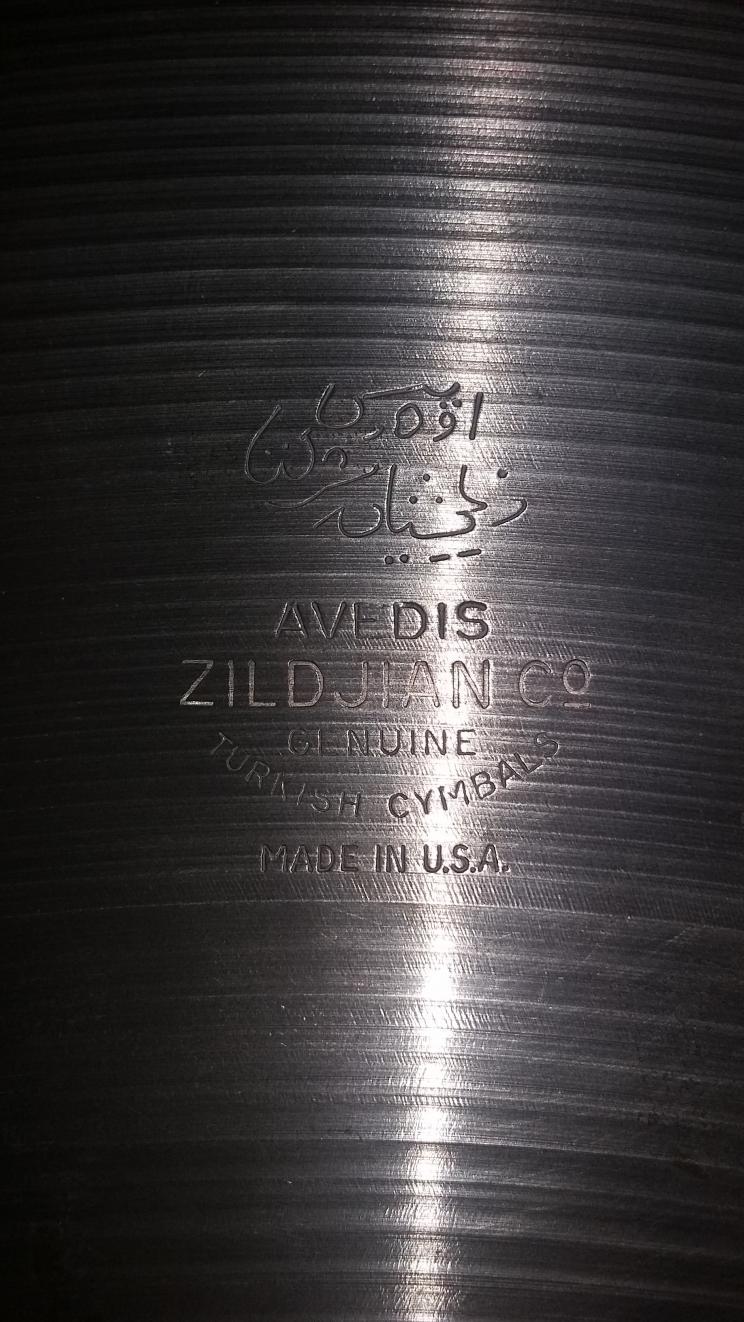 AVEDIS
ZILDJIAN Cº
GENUINE
TURKISH CYMBALS
MADE IN U.S.A.